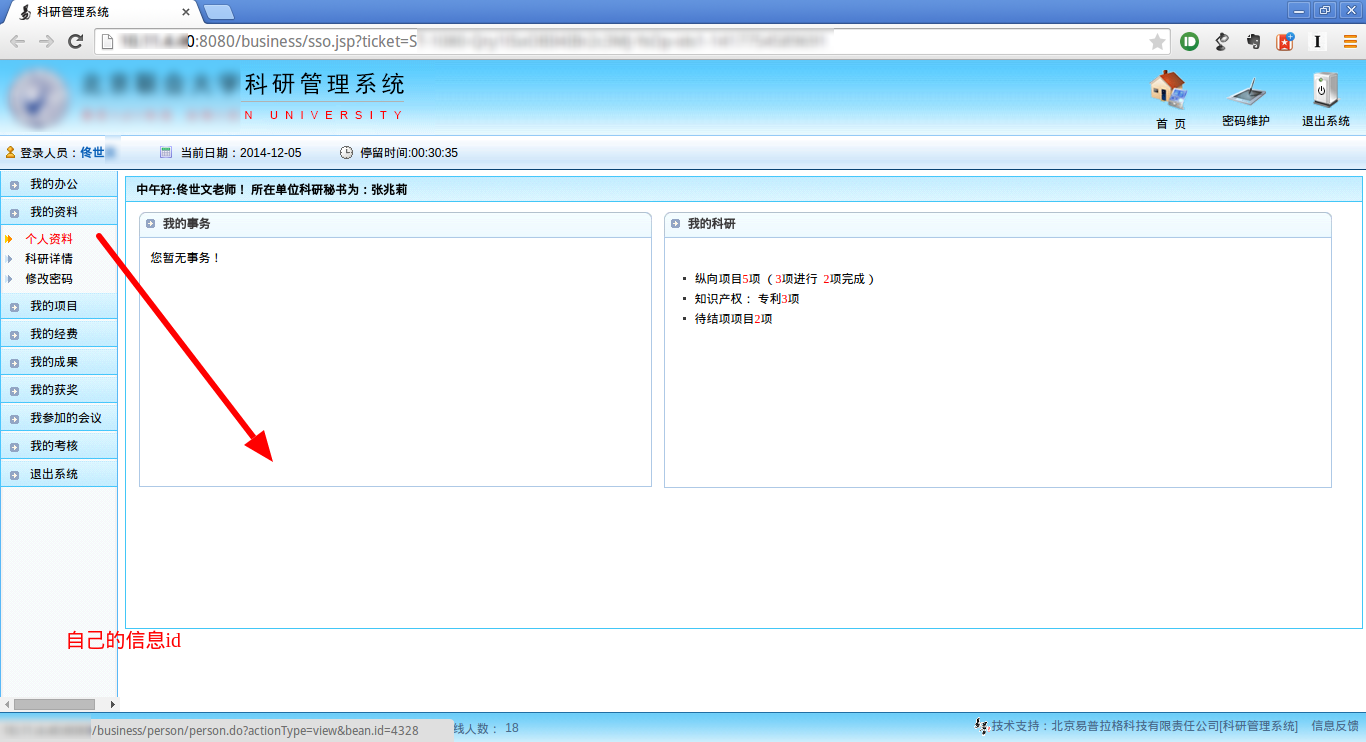 科研管理系统
0:8080/business/sso.jsp?ticket=S
科研管理系统
N UNIVERSITY
首 页
密码维护
退出系统
登录人员：佟世
当前日期：2014-12-05
停留时间:00:30:35
我的办公
我的资料
个人资料
科研详情
修改密码
我的项目
我的经费
我的成果
我的获奖
我参加的会议
我的考核
退出系统
中午好:佟世文老师！ 所在单位科研秘书为：张兆莉
我的事务
您暂无事务！
我的科研
纵向项目5项 （ 3项进行 2项完成 ）
知识产权： 专利3项
待结项项目2项
自己的信息id
/business/person/person.do?actionType=view&bean.id=4328
线人数： 18
技术支持：北京易普拉格科技有限责任公司[科研管理系统]
信息反馈